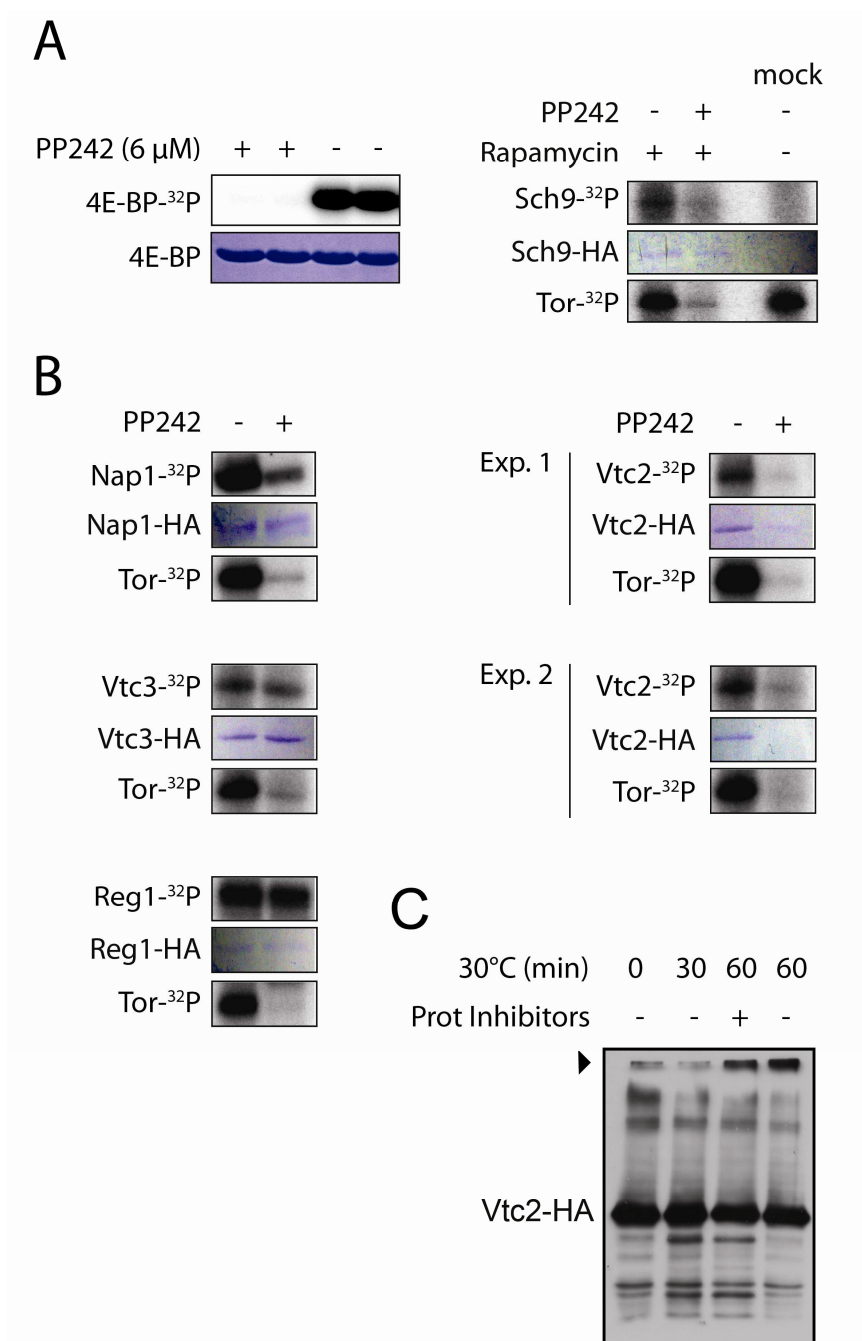 A
PP242 (6 µM) + + - -
4E-BP-³²P
4E-BP
mock
PP242 - + -
Rapamycin + + -
Sch9-³²P
Sch9-HA
Tor-³²P
B
PP242 - +
Nap1-³²P
Nap1-HA
Tor-³²P
Vtc3-³²P
Vtc3-HA
Tor-³²P
Reg1-³²P
Reg1-HA
Tor-³²P
PP242 - +
Exp. 1
Vtc2-³²P
Vtc2-HA
Tor-³²P
Exp. 2
Vtc2-³²P
Vtc2-HA
Tor-³²P
C
30°C (min) 0 30 60 60
Prot Inhibitors - - + -
Vtc2-HA